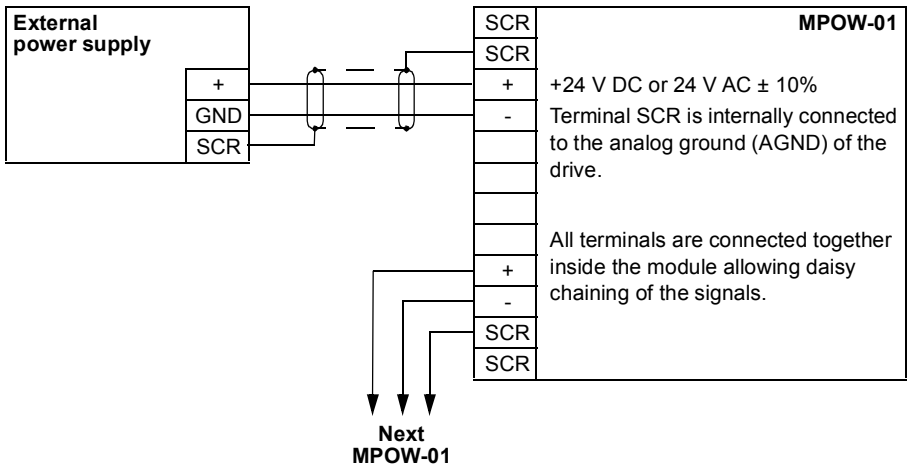 External
power supply
+
GND
SCR
SCR
MPOW-01
SCR
+
+24 V DC or 24 V AC ± 10%
-
Terminal SCR is internally connected
to the analog ground (AGND) of the
drive.
All terminals are connected together
+
inside the module allowing daisy
-
chaining of the signals.
SCR
SCR
Next
MPOW-01